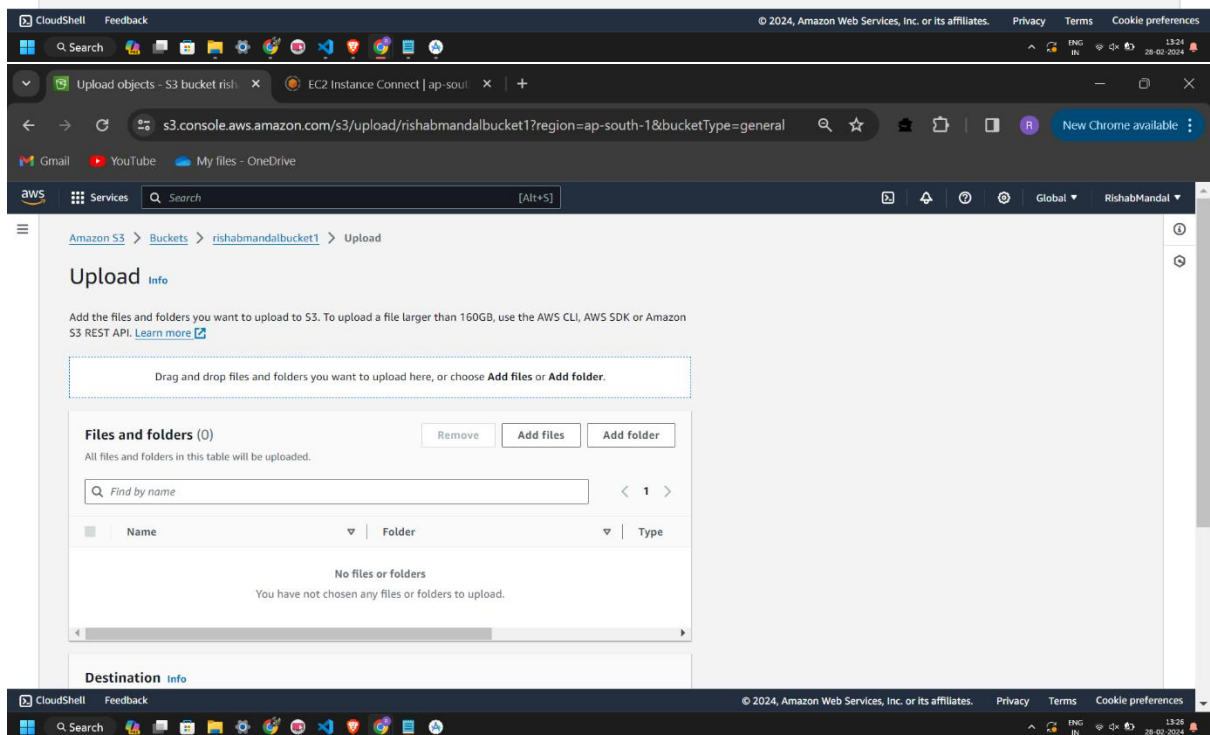 CloudShell Feedback © 2024, Amazon Web Services, Inc. or its affiliates. Privacy Terms Cookie preferences
Search ENG IN 13:24 28-02-2024
Upload objects - S3 bucket rish EC2 Instance Connect | ap-sout
s3.console.aws.amazon.com/s3/upload/rishabmandalbucket1?region=ap-south-1&bucketType=general R New Chrome available
Gmail YouTube My files - OneDrive
aws Services Search [Alt+S] Global RishabMandal
Amazon S3 > Buckets > rishabmandalbucket1 > Upload
Upload Info
Add the files and folders you want to upload to S3. To upload a file larger than 160GB, use the AWS CLI, AWS SDK or Amazon
S3 REST API. Learn more
Drag and drop files and folders you want to upload here, or choose Add files or Add folder.
Files and folders (0) Remove Add files Add folder
All files and folders in this table will be uploaded.
Find by name < 1 >
Name Folder Type
No files or folders
You have not chosen any files or folders to upload.
Destination Info
CloudShell Feedback © 2024, Amazon Web Services, Inc. or its affiliates. Privacy Terms Cookie preferences
Search ENG IN 13:26 28-02-2024